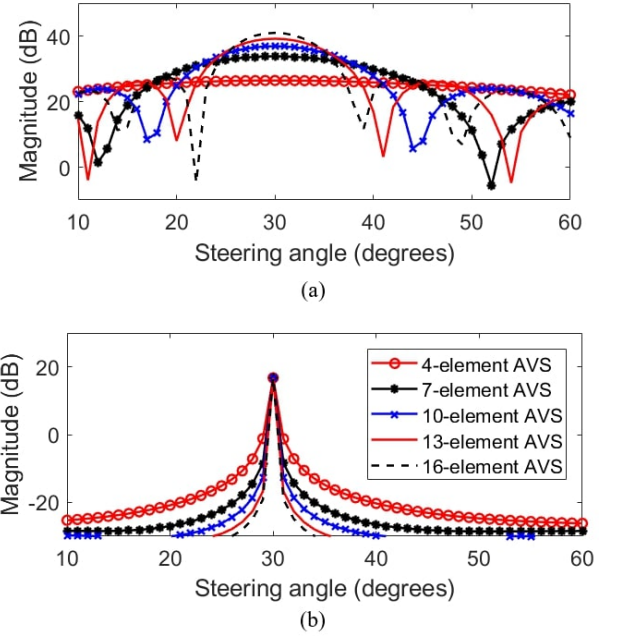 40
20
0
Magnitude (dB)
10 20 30 40 50 60
Steering angle (degrees)
(a)
20
0
-20
Magnitude (dB)
4-element AVS
7-element AVS
10-element AVS
13-element AVS
16-element AVS
10 20 30 40 50 60
Steering angle (degrees)
(b)